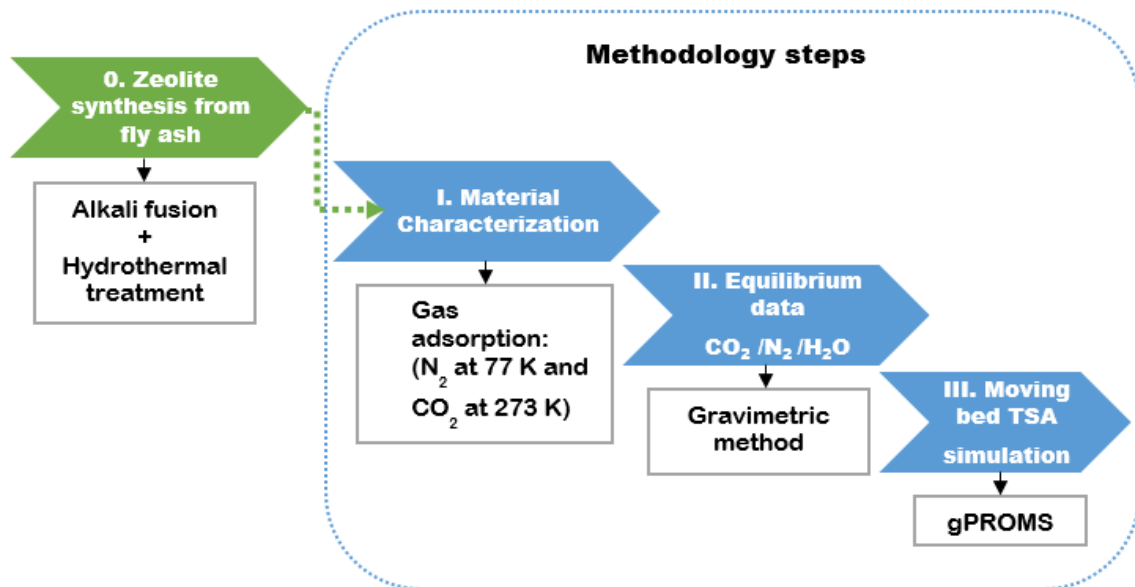 Methodology steps
0. Zeolite
synthesis from
fly ash
Alkali fusion
+
Hydrothermal
treatment
I. Material
Characterization
Gas
adsorption:
(N₂ at 77 K and
CO₂ at 273 K)
II. Equilibrium
data
CO₂ /N₂ /H₂O
Gravimetric
method
III. Moving
bed TSA
simulation
gPROMS